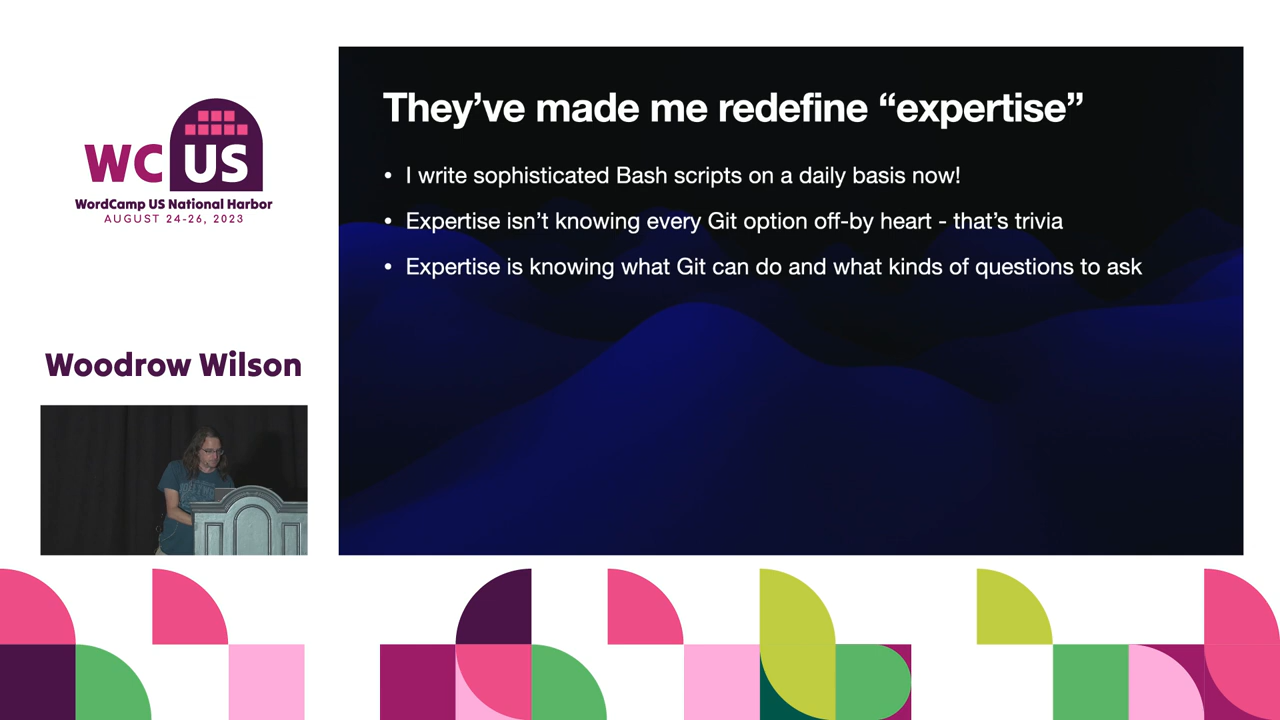 WC US
WordCamp US National Harbor
AUGUST 24-26, 2023
Woodrow Wilson
They’ve made me redefine “expertise”
• I write sophisticated Bash scripts on a daily basis now!
• Expertise isn’t knowing every Git option off-by heart - that’s trivia
• Expertise is knowing what Git can do and what kinds of questions to ask